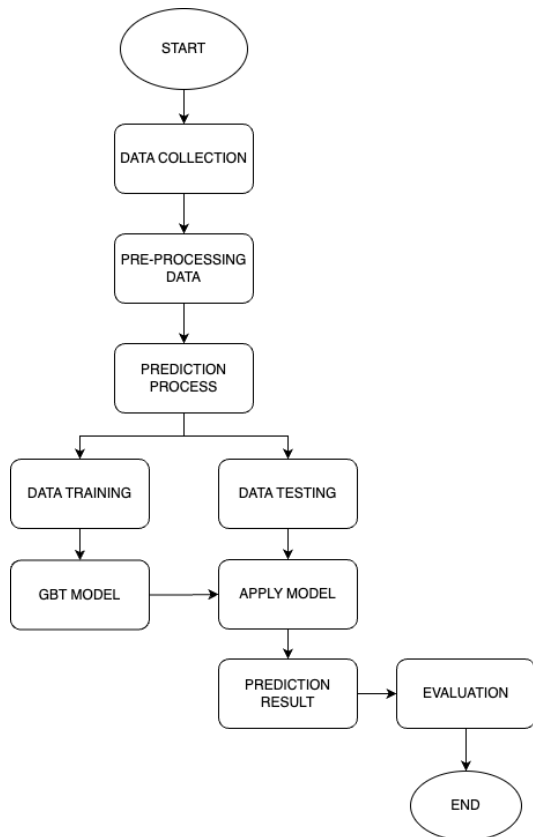 START
DATA COLLECTION
PRE-PROCESSING
DATA
PREDICTION
PROCESS
DATA TRAINING
DATA TESTING
GBT MODEL
APPLY MODEL
PREDICTION
RESULT
EVALUATION
END